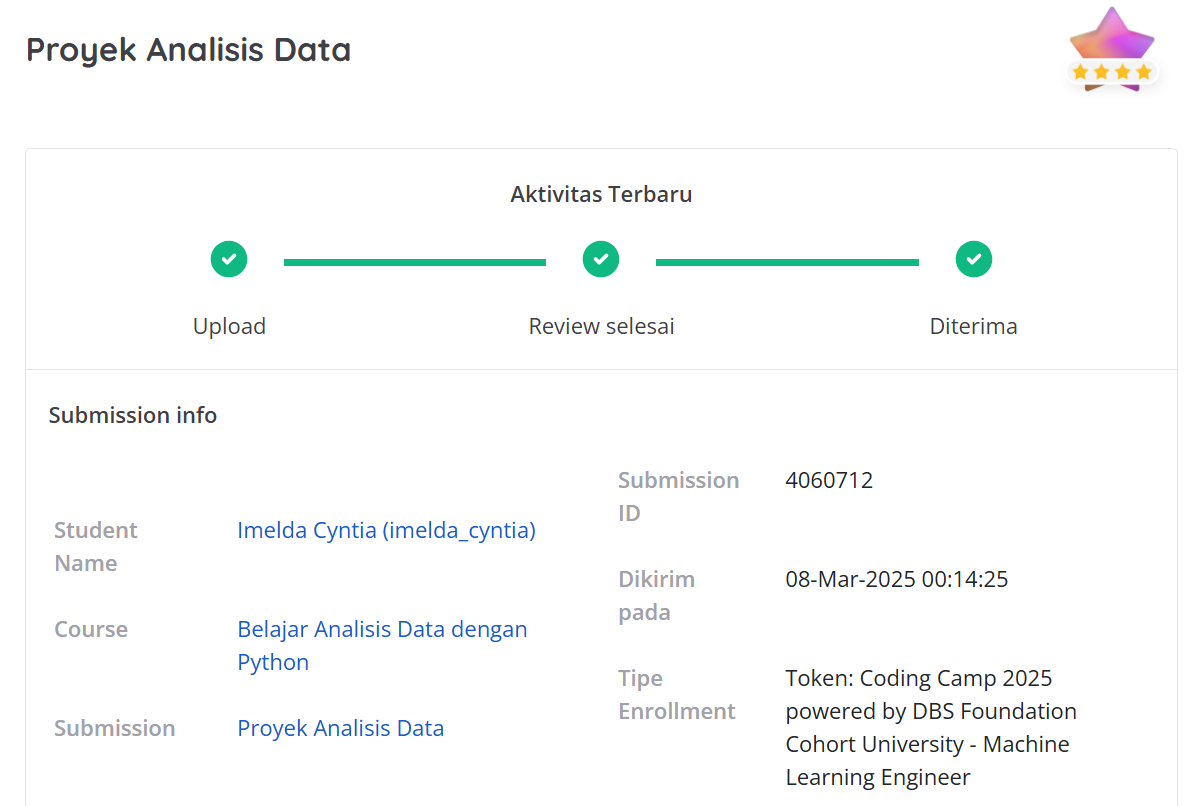 Proyek Analisis Data
Aktivitas Terbaru
Upload
Review selesai
Diterima
Submission info
Student
Name
Imelda Cyntia (imelda_cyntia)
Course
Belajar Analisis Data dengan
Python
Submission
Proyek Analisis Data
Submission
ID
4060712
Dikirim
pada
08-Mar-2025 00:14:25
Tipe
Enrollment
Token: Coding Camp 2025
powered by DBS Foundation
Cohort University - Machine
Learning Engineer